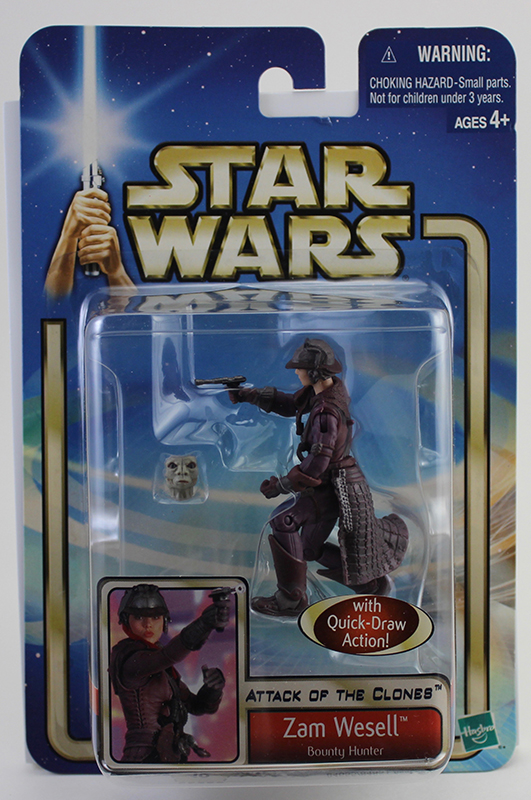 WARNING:
CHOKING HAZARD-Small parts.
Not for children under 3 years.
AGES 4+
STAR
WARS
with
Quick-Draw
Action!
ATTACK OF THE CLONES™
Zam Wesell™
Bounty Hunter
Hasbro